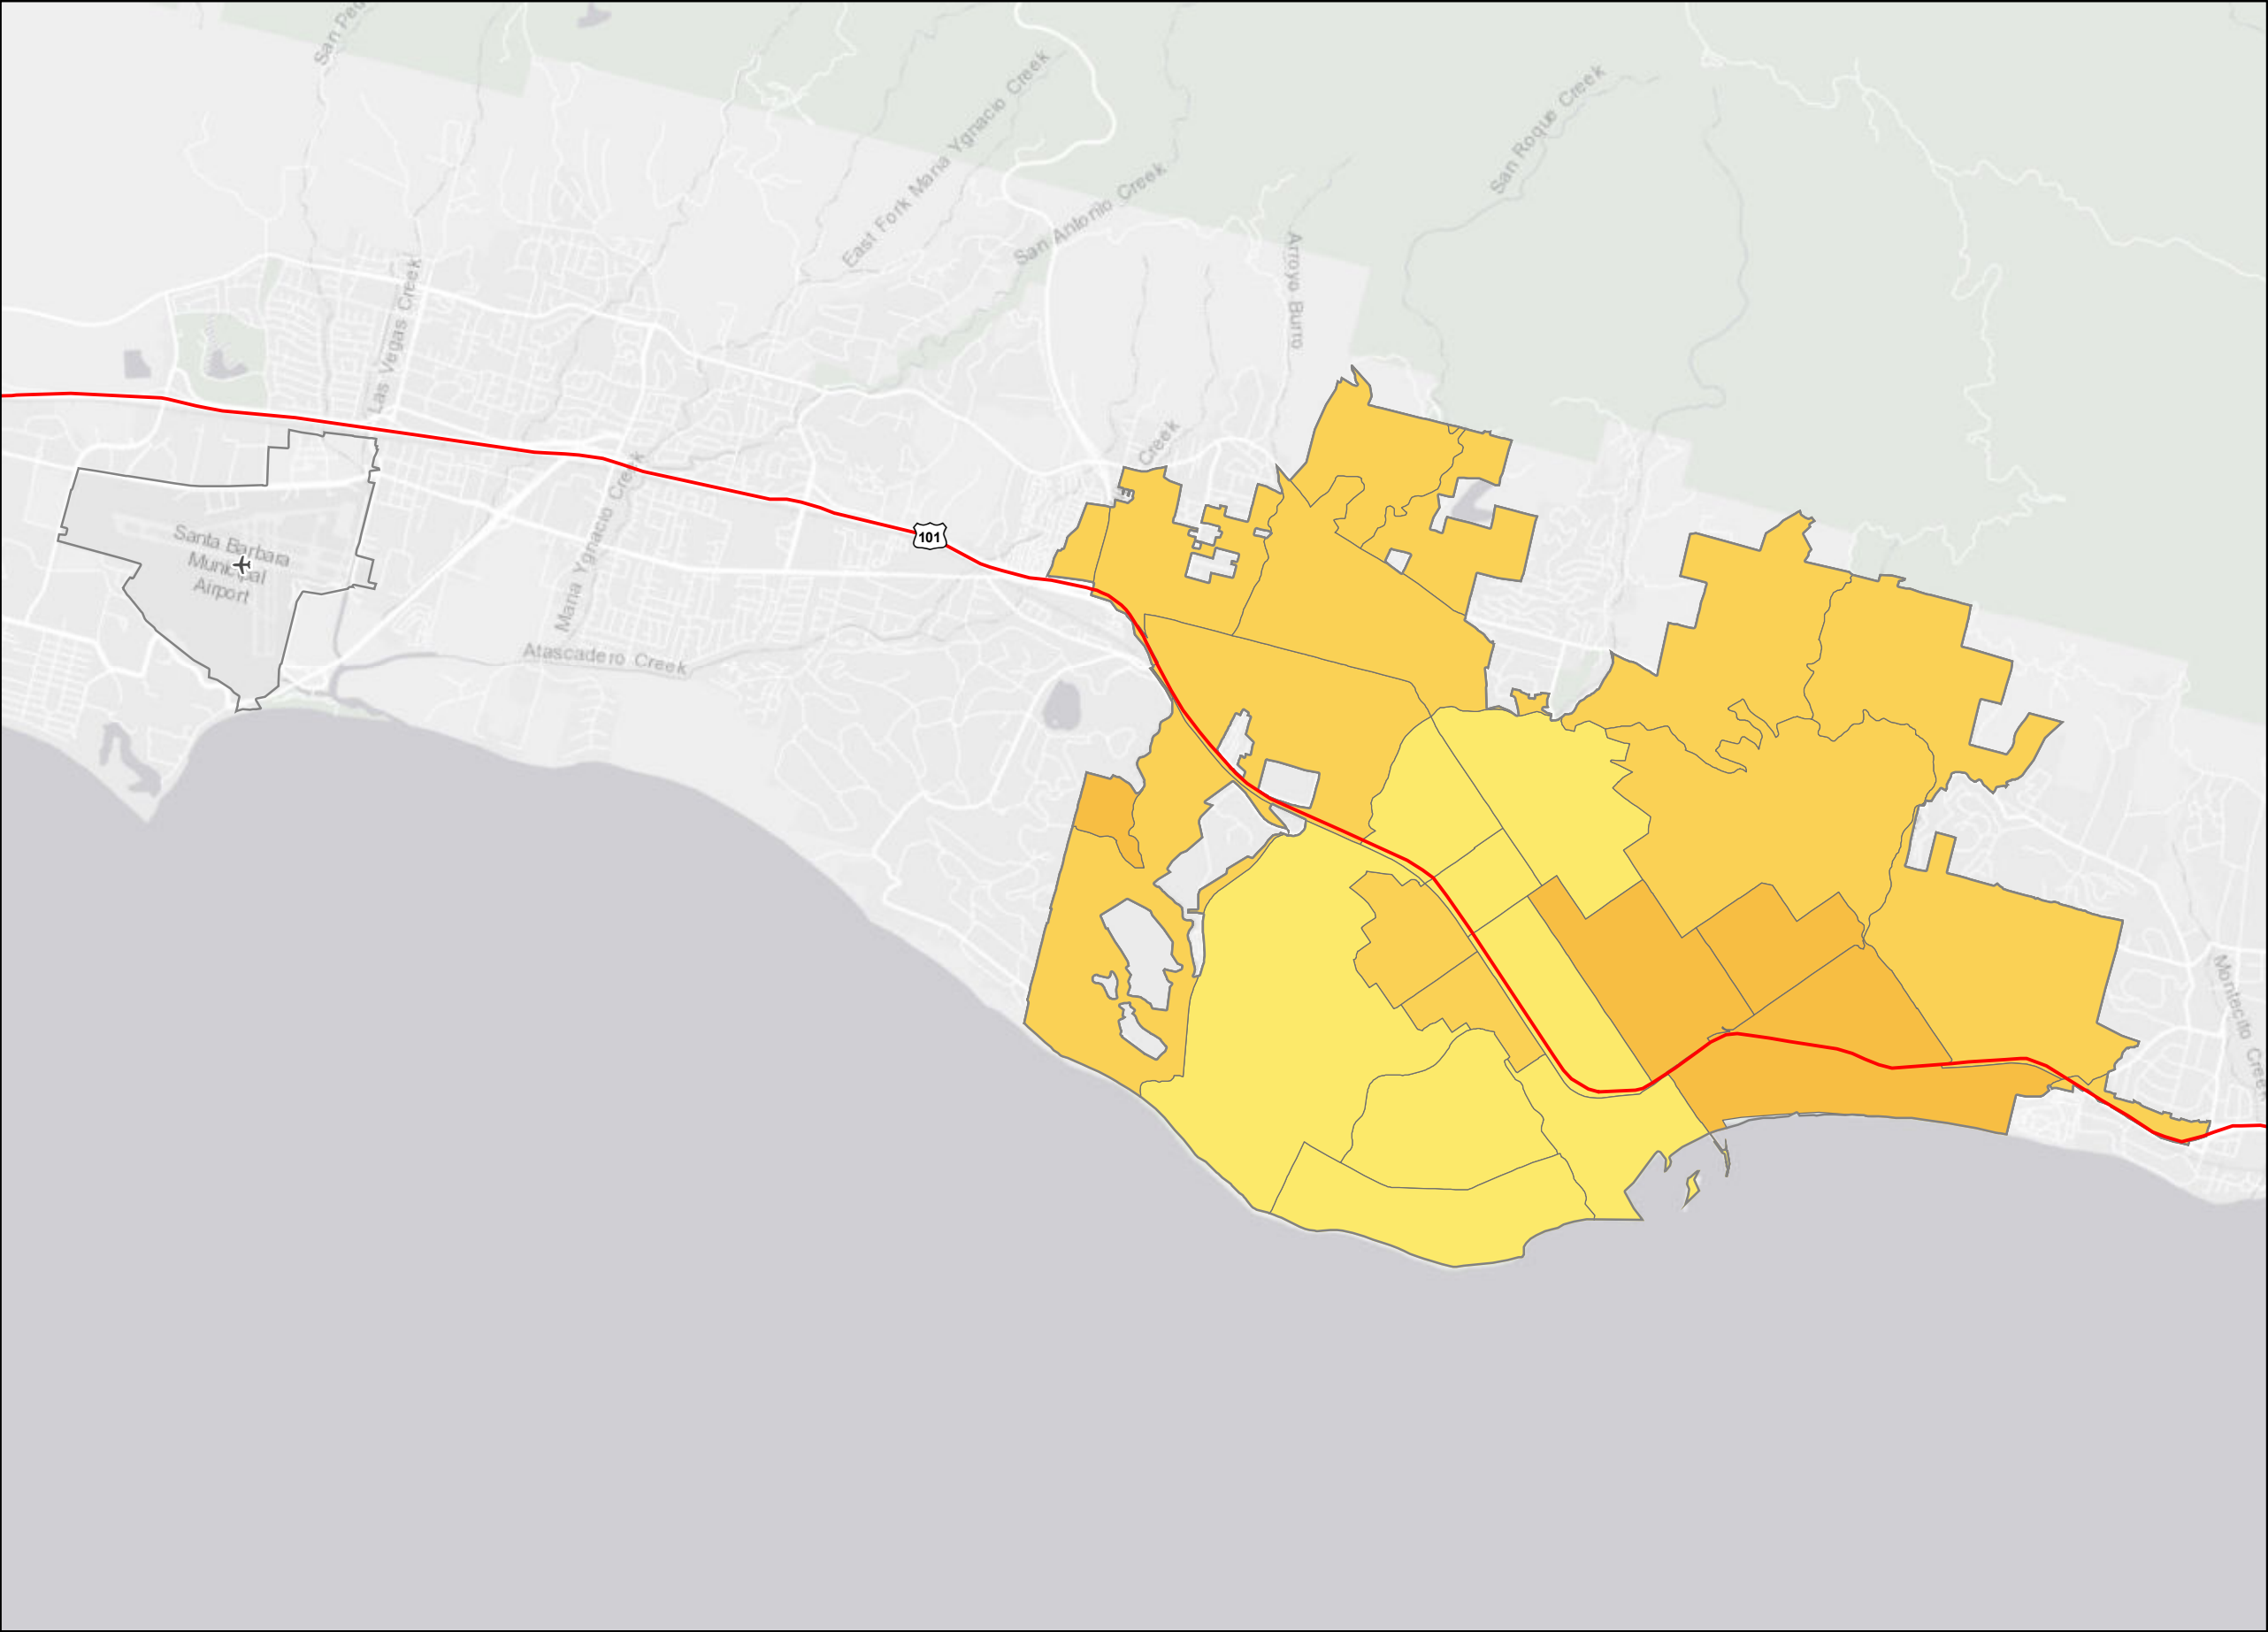 San Ped
East Fork Maria Ygnacio Creek
San Antonio Creek
San Roque Creek
Arroyo Burro
Las Vegas Creek
Creek
101
Santa Barbara
Municipal
Airport
Maria Ygnacio Creek
Atascadero Creek
Montecito Creek